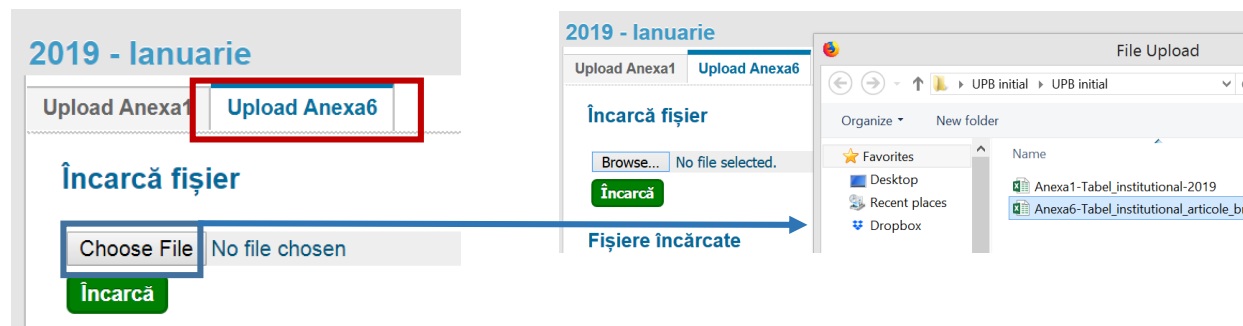 2019 - Ianuarie
Upload Anexa1 Upload Anexa6
Încarcă fișier
Choose File No file chosen
Încarcă
2019 - Ianuarie
Upload Anexa1 Upload Anexa6
Încarcă fișier
Browse... No file selected.
Încarcă
Fișiere încărcate
File Upload
UPB initial UPB initial
Organize New folder
Favorites
Desktop
Recent places
Dropbox
Name
Anexa1-Tabel_institutional-2019
Anexa6-Tabel_institutional_articole_br